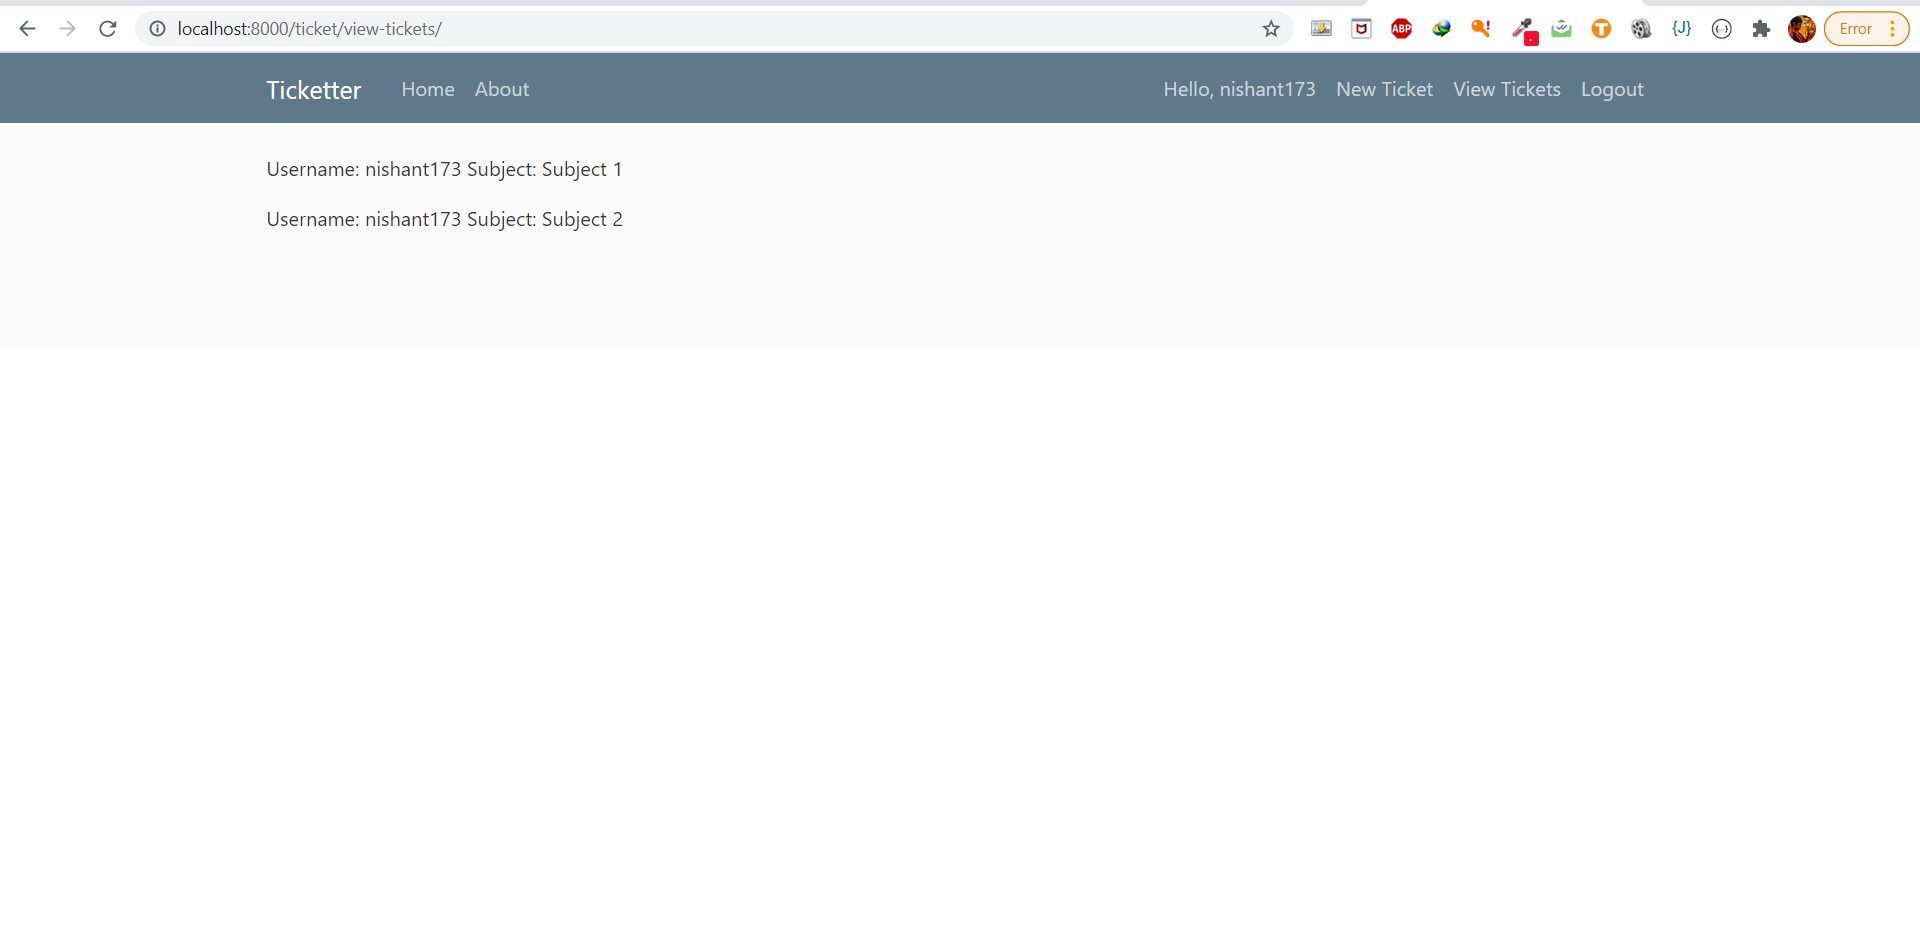 localhost:8000/ticket/view-tickets/
ABP
T
{J}
{··}
Error
Ticketter Home About Hello, nishant173 New Ticket View Tickets Logout
Username: nishant173 Subject: Subject 1
Username: nishant173 Subject: Subject 2